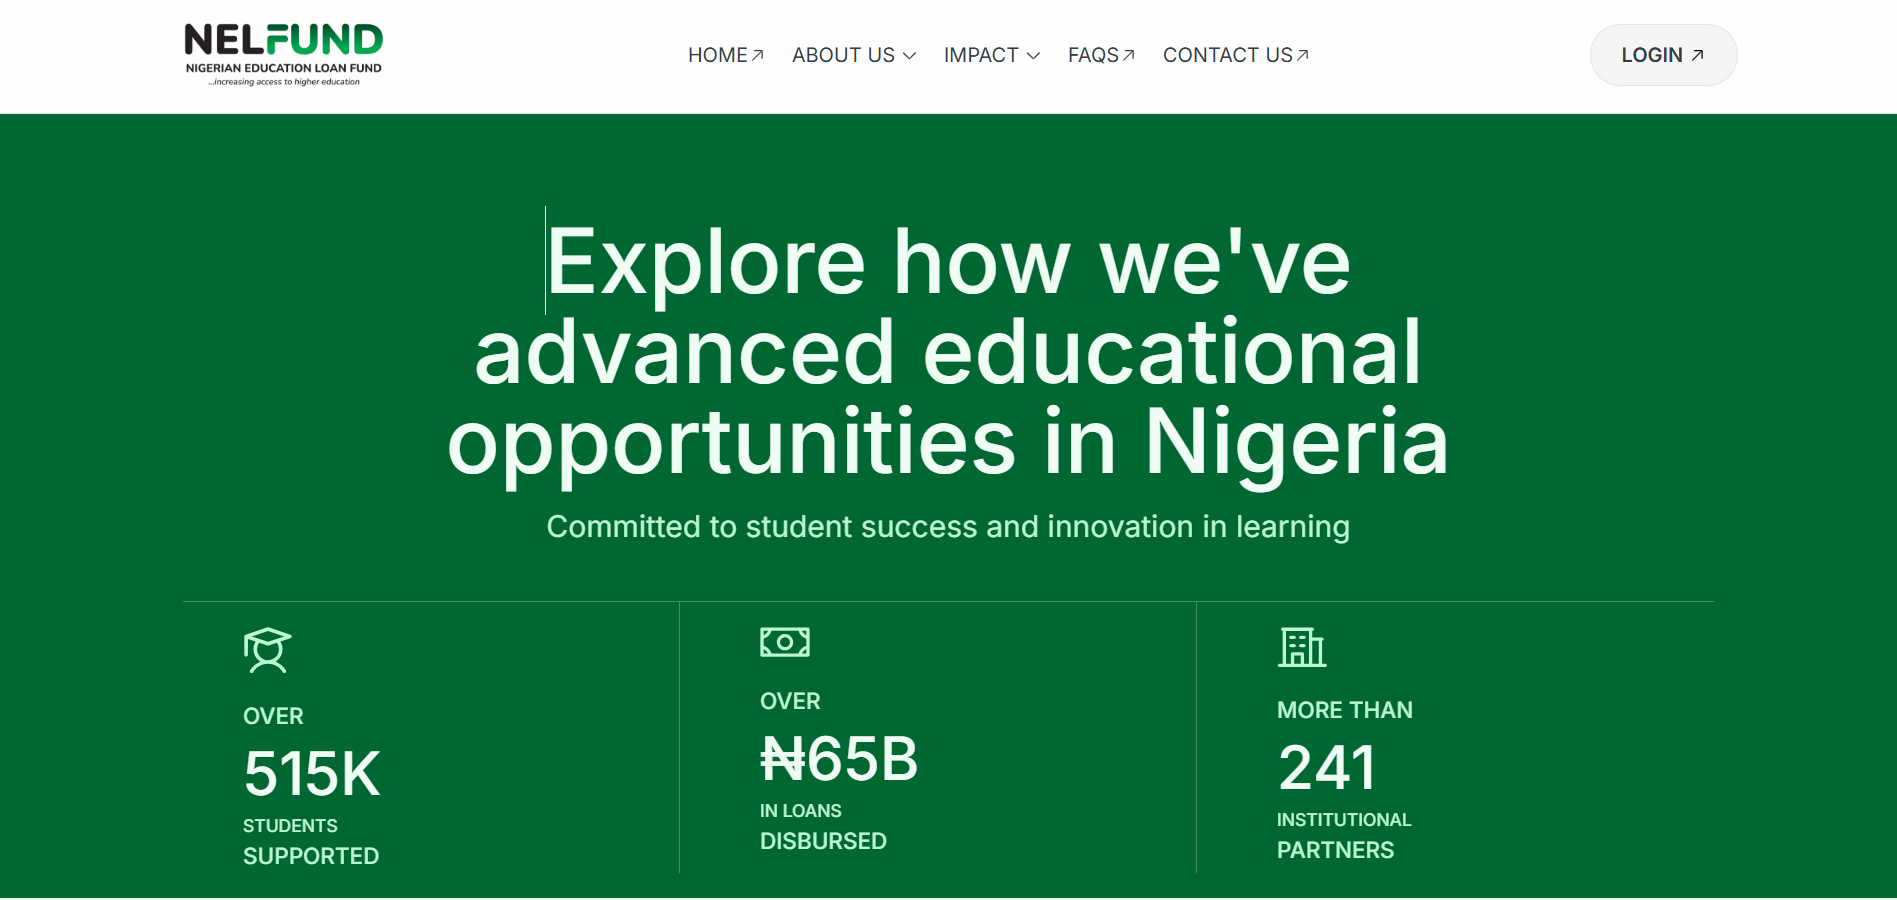 NELFUND
NIGERIAN EDUCATION LOAN FUND
...increasing access to higher education
HOME
ABOUT US
IMPACT
FAQS
CONTACT US
LOGIN
Explore how we've
advanced educational
opportunities in Nigeria
Committed to student success and innovation in learning
OVER
515K
STUDENTS
SUPPORTED
OVER
₦65B
IN LOANS
DISBURSED
MORE THAN
241
INSTITUTIONAL
PARTNERS